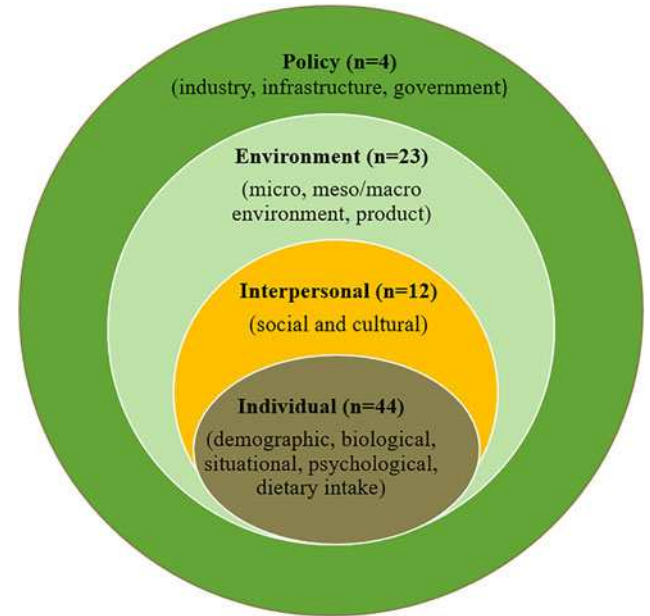 Policy (n=4)
(industry, infrastructure, government)
Environment (n=23)
(micro, meso/macro
environment, product)
Interpersonal (n=12)
(social and cultural)
Individual (n=44)
(demographic, biological,
situational, psychological,
dietary intake)